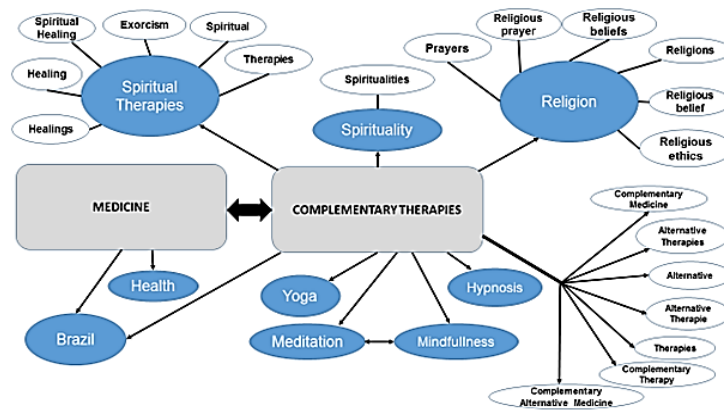 Spiritual
Healing
Exorcism
Spiritual
Therapies
Healing
Healings
Spiritual
Therapies
Spiritualities
Spirituality
Prayers
Religious
prayer
Religious
beliefs
Religions
Religious
belief
Religious
ethics
Religion
MEDICINE
COMPLEMENTARY THERAPIES
Health
Brazil
Yoga
Meditation
Mindfullness
Hypnosis
Complementary
Medicine
Alternative
Therapies
Alternative
Alternative
Therapie
Therapies
Complementary
Therapy
Complementary
Alternative Medicine